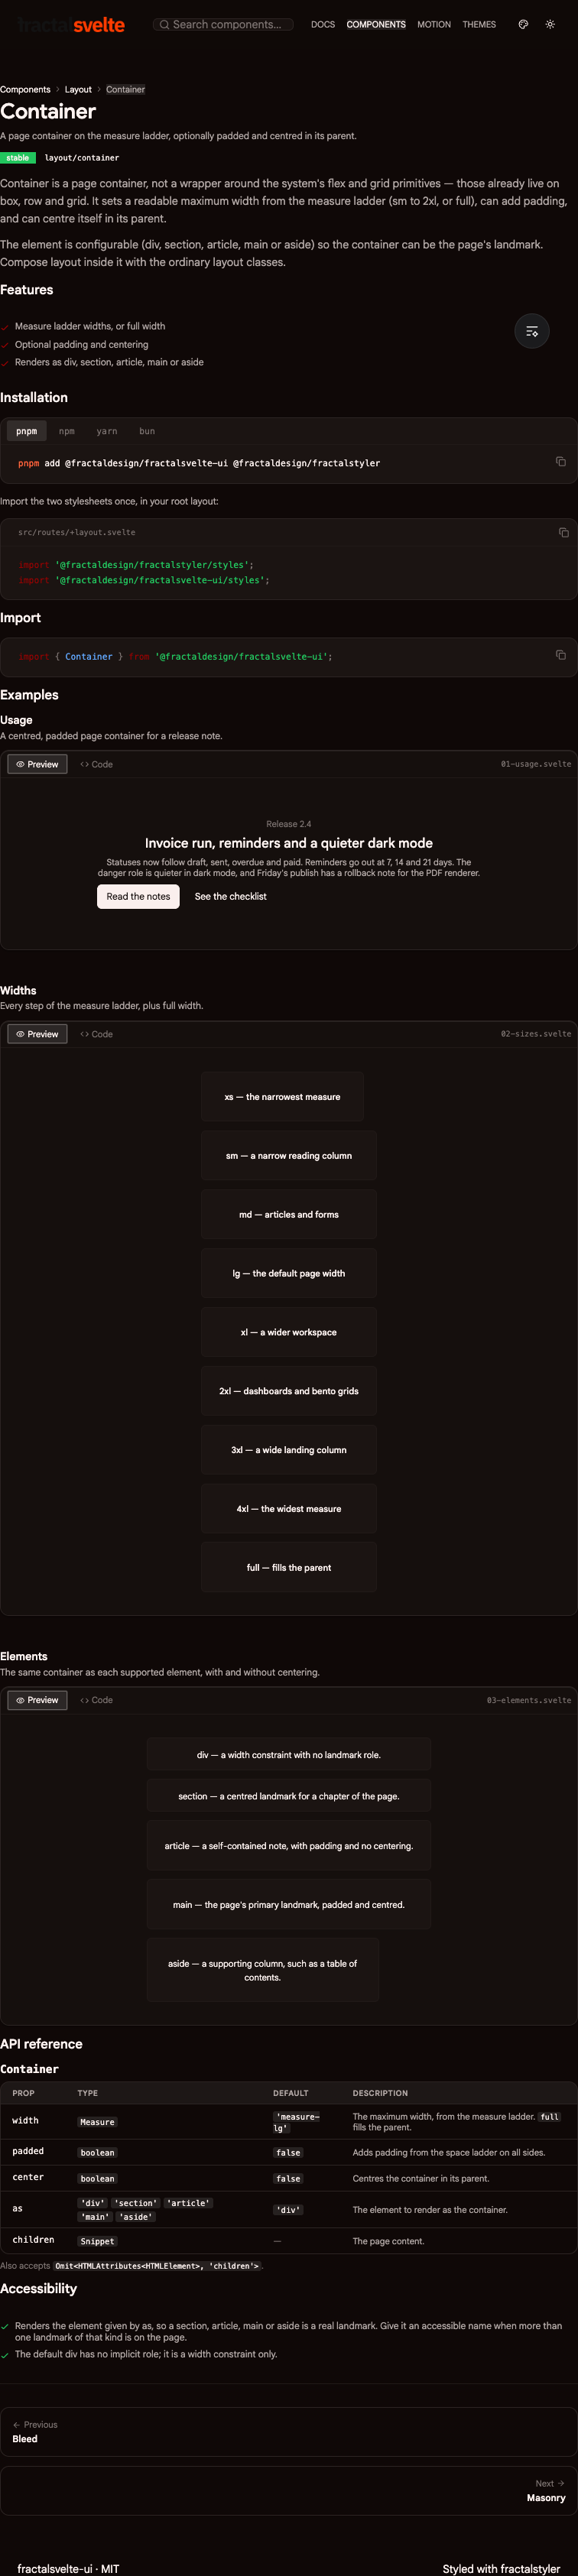 fractalsvelte
Search components...
DOCS
COMPONENTS
MOTION
THEMES
Components > Layout > Container
Container
A page container on the measure ladder, optionally padded and centred in its parent.
stable
layout/container
Container is a page container, not a wrapper around the system's flex and grid primitives — those already live on
box, row and grid. It sets a readable maximum width from the measure ladder (sm to 2xl, or full), can add padding,
and can centre itself in its parent.
The element is configurable (div, section, article, main or aside) so the container can be the page's landmark.
Compose layout inside it with the ordinary layout classes.
Features
Measure ladder widths, or full width
Optional padding and centering
Renders as div, section, article, main or aside
Installation
pnpm npm yarn bun
pnpm add @fractaldesign/fractalsvelte-ui @fractaldesign/fractalstyler
Import the two stylesheets once, in your root layout:
src/routes/+layout.svelte
import '@fractaldesign/fractalstyler/styles';
import '@fractaldesign/fractalsvelte-ui/styles';
Import
import { Container } from '@fractaldesign/fractalsvelte-ui';
Examples
Usage
A centred, padded page container for a release note.
Preview <> Code 01-usage.svelte
Release 2.4
Invoice run, reminders and a quieter dark mode
Statuses now follow draft, sent, overdue and paid. Reminders go out at 7, 14 and 21 days. The
danger role is quieter in dark mode, and Friday's publish has a rollback note for the PDF renderer.
Read the notes
See the checklist
Widths
Every step of the measure ladder, plus full width.
Preview <> Code 02-sizes.svelte
xs — the narrowest measure
sm — a narrow reading column
md — articles and forms
lg — the default page width
xl — a wider workspace
2xl — dashboards and bento grids
3xl — a wide landing column
4xl — the widest measure
full — fills the parent
Elements
The same container as each supported element, with and without centering.
Preview <> Code 03-elements.svelte
div — a width constraint with no landmark role.
section — a centred landmark for a chapter of the page.
article — a self-contained note, with padding and no centering.
main — the page's primary landmark, padded and centred.
aside — a supporting column, such as a table of
contents.
API reference
Container
PROP TYPE DEFAULT DESCRIPTION
width Measure 'measure-lg' The maximum width, from the measure ladder. full fills the parent.
padded boolean false Adds padding from the space ladder on all sides.
center boolean false Centres the container in its parent.
as 'div' 'section' 'article' 'main' 'aside' 'div' The element to render as the container.
children Snippet — The page content.
Also accepts Omit<HTMLAttributes<HTMLElement>, 'children'>.
Accessibility
Renders the element given by as, so a section, article, main or aside is a real landmark. Give it an accessible name when more than
one landmark of that kind is on the page.
The default div has no implicit role; it is a width constraint only.
← Previous
Bleed
Next →
Masonry
fractalsvelte-ui · MIT
Styled with fractalstyler